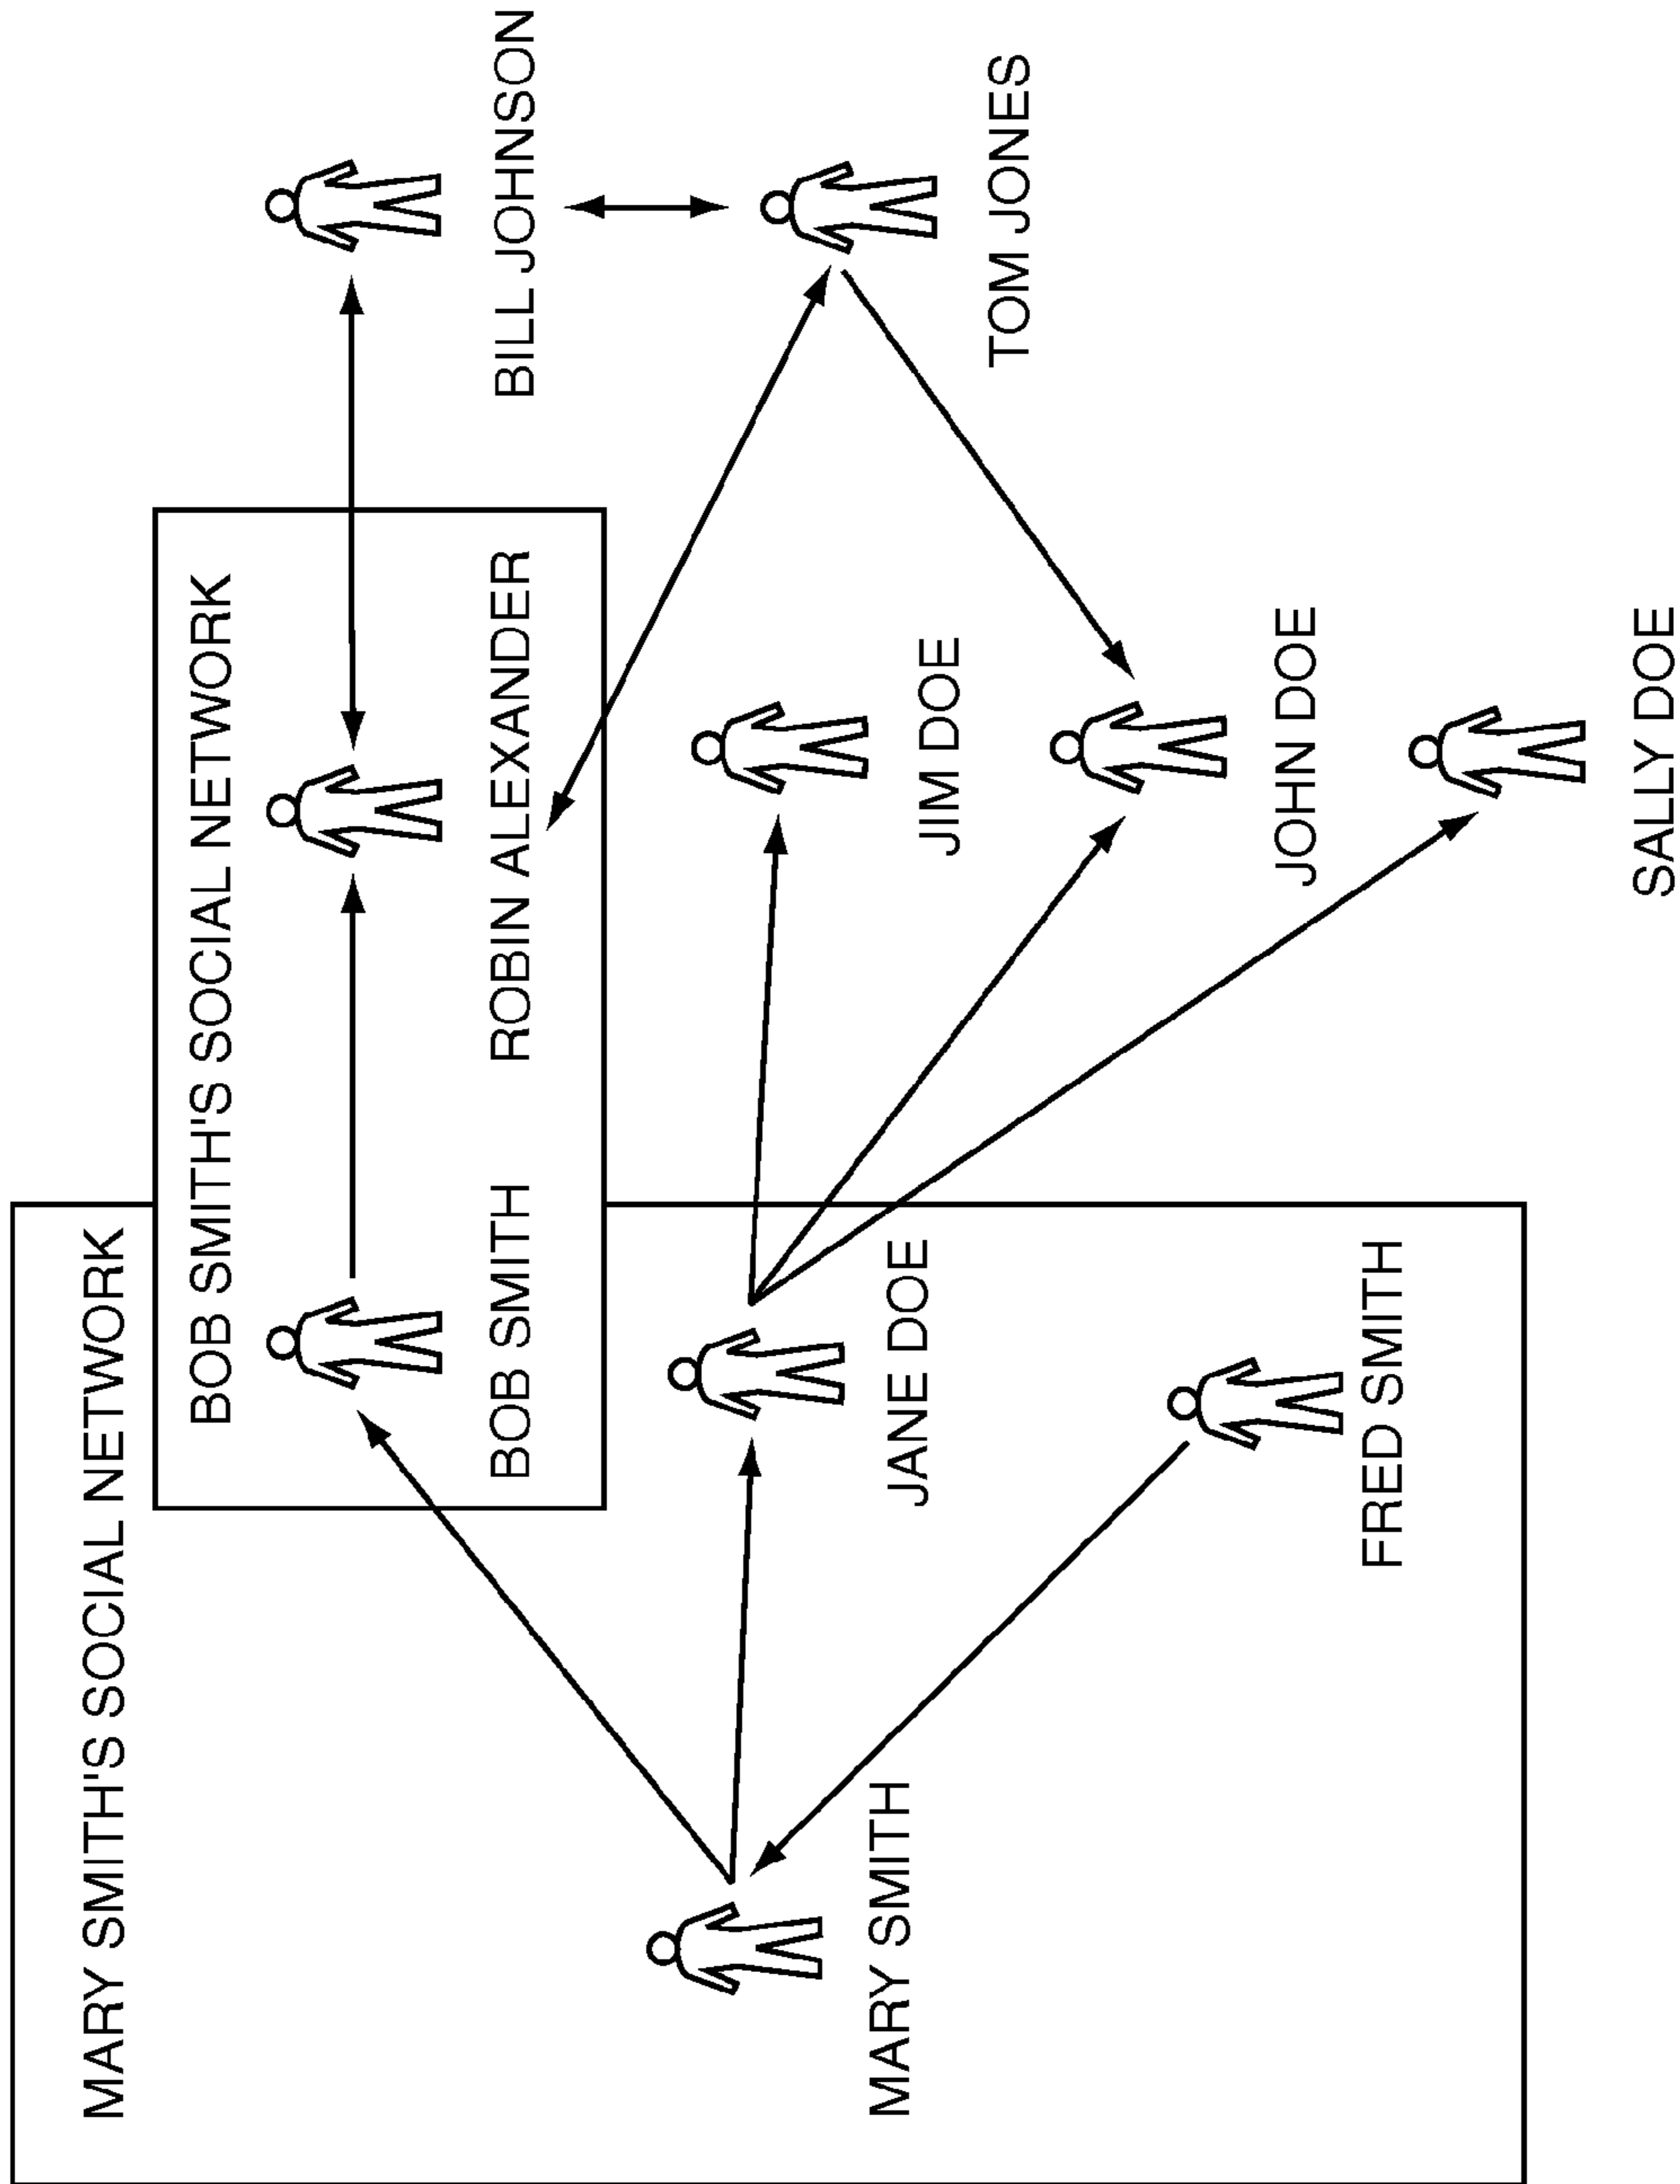 MARY SMITH'S SOCIAL NETWORK
BOB SMITH'S SOCIAL NETWORK
BOB SMITH
ROBIN ALEXANDER
BILL JOHNSON
MARY SMITH
JANE DOE
JIM DOE
TOM JONES
JOHN DOE
FRED SMITH
SALLY DOE